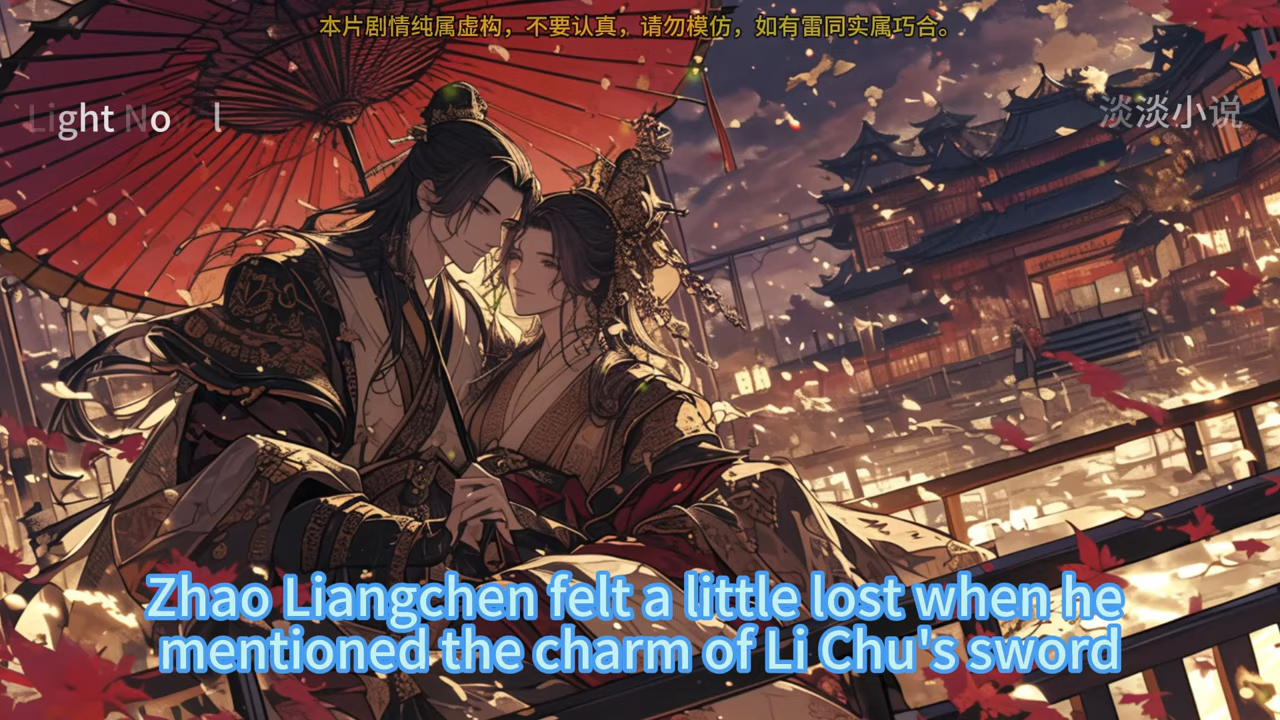 本片剧情纯属虚构，不要认真，请勿模仿，如有雷同实属巧合。
Light No l
淡淡小说
Zhao Liangchen felt a little lost when he
mentioned the charm of Li Chu's sword